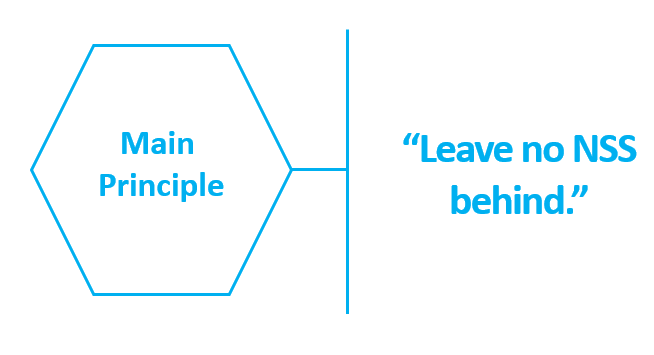 Main
Principle
“Leave no NSS
behind.”